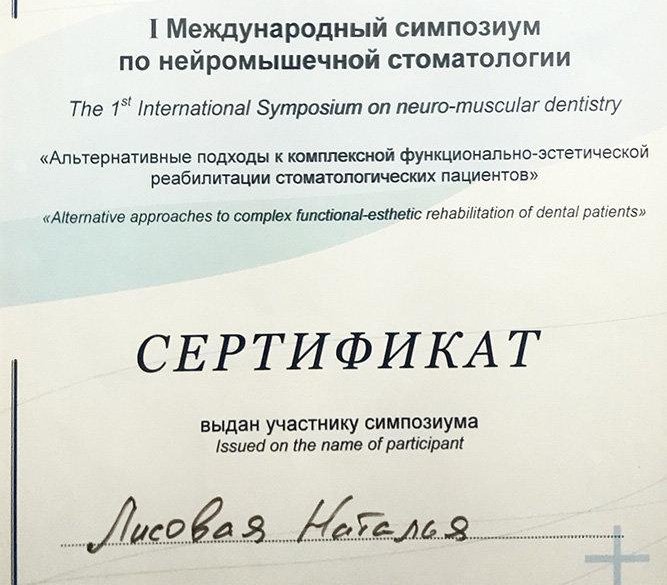 I Международный симпозиум
по нейромышечной стоматологии
The 1st International Symposium on neuro-muscular dentistry
«Альтернативные подходы к комплексной функционально-эстетической
реабилитации стоматологических пациентов»
«Alternative approaches to complex functional-esthetic rehabilitation of dental patients»
СЕРТИФИКАТ
выдан участнику симпозиума
Issued on the name of participant
Лисовая Наталья